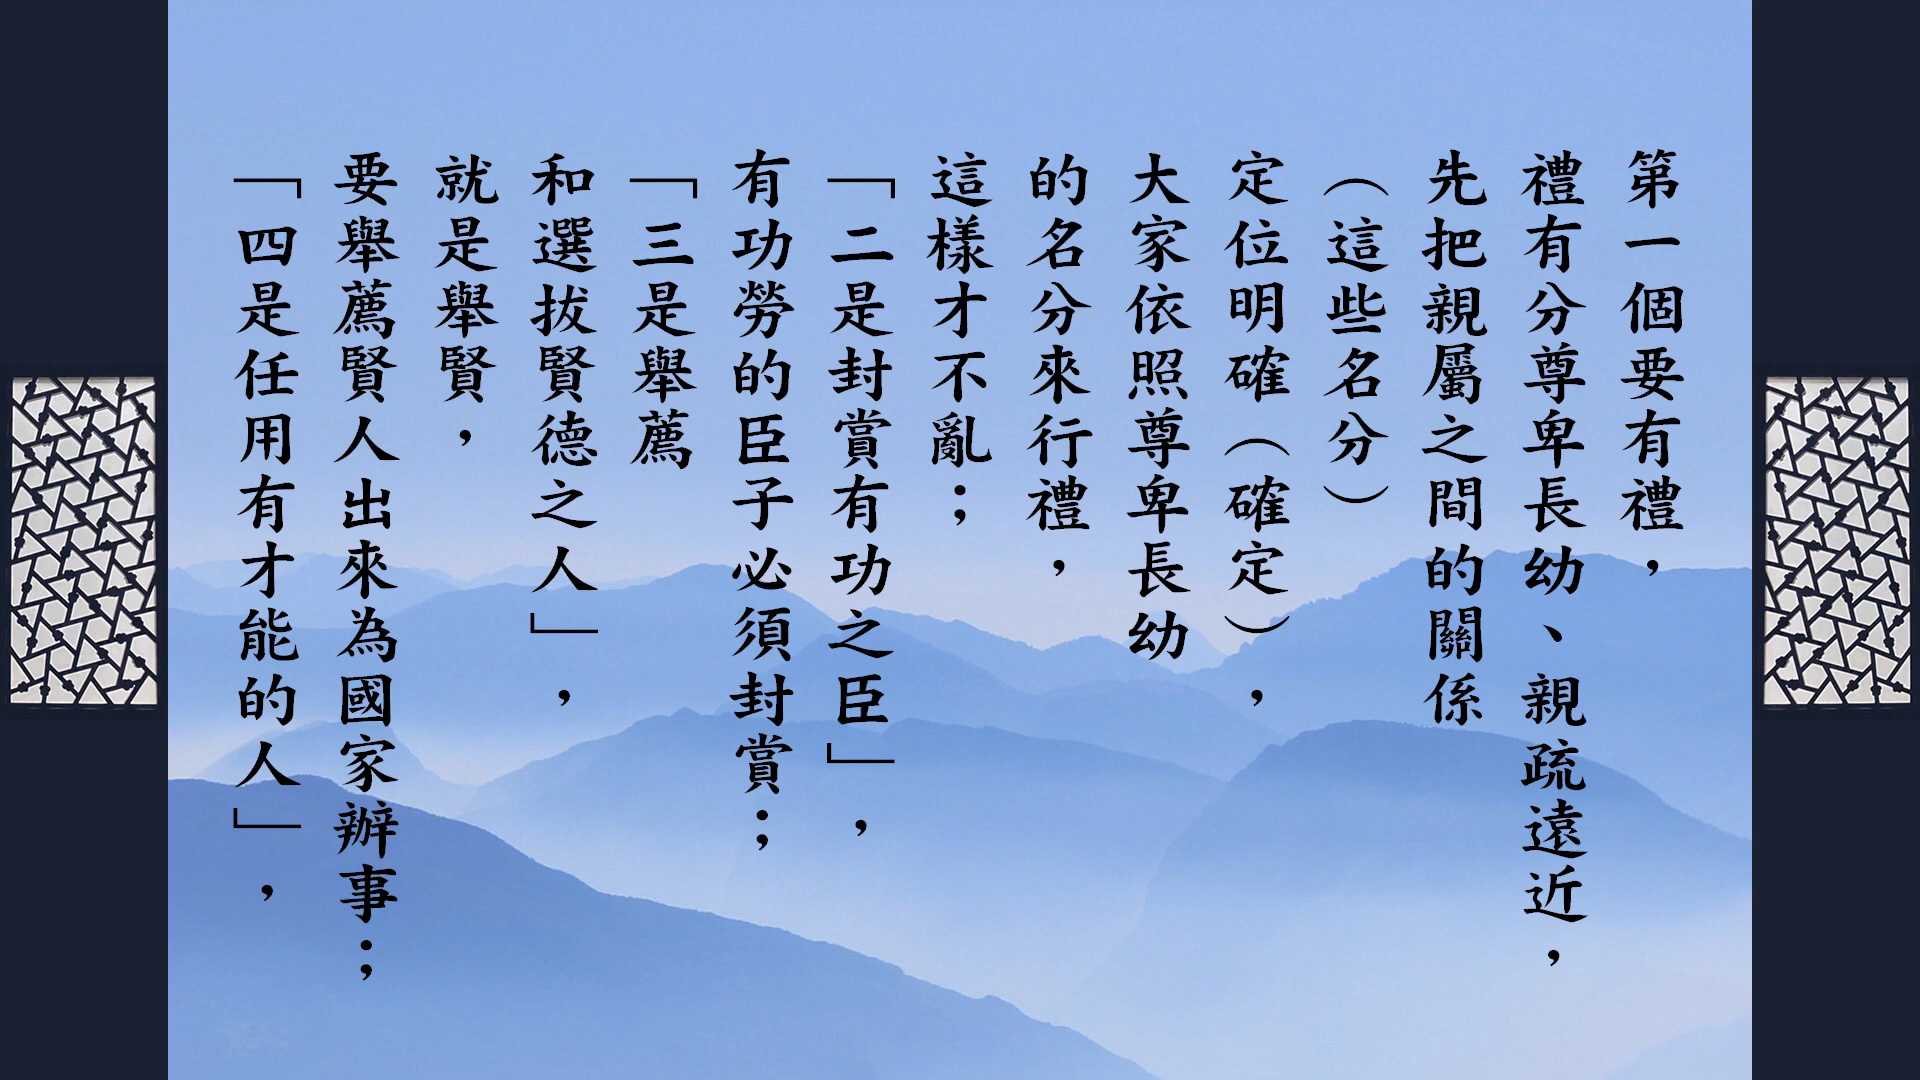 第一個要有禮，
禮有分尊卑長幼、親疏遠近，
先把親屬之間的關係
（這些名分）
定位明確（確定），
大家依照尊卑長幼
的名分來行禮，
這樣才不亂；
「二是封賞有功之臣」，
有功勞的臣子必須封賞；
「三是舉薦
和選拔賢德之人」，
就是舉賢，
要舉薦賢人出來為國家辦事；
「四是任用有才能的人」，